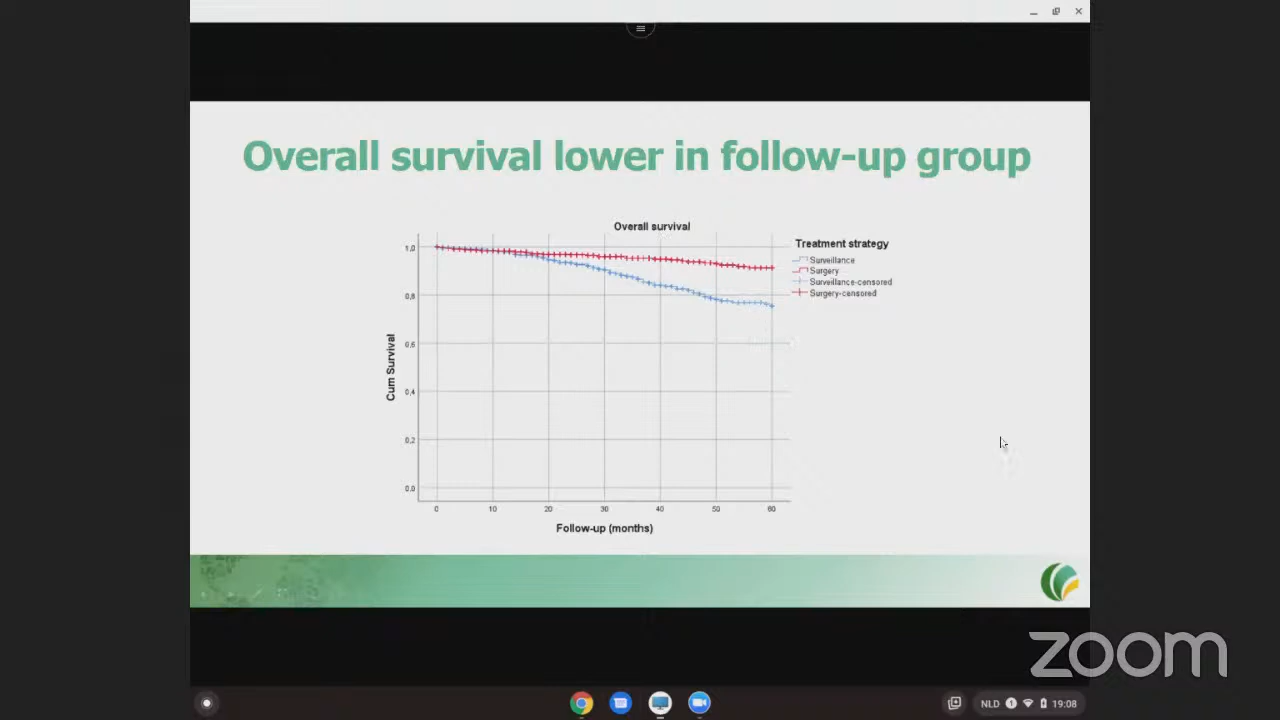 Overall survival lower in follow-up group
Overall survival
Treatment strategy
Surveillance
Surgery
Surveillance-censored
Surgery-censored
Cum Survival
1,0
0,8
0,6
0,4
0,2
0,0
0 10 20 30 40 50 60
Follow-up (months)
zoom
NLD 1 19:08